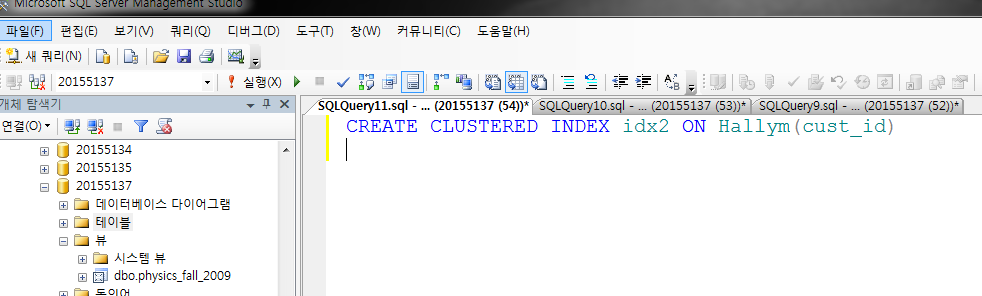 Microsoft SQL Server Management Studio
파일(F) 편집(E) 보기(V) 쿼리(Q) 디버그(D) 도구(T) 창(W) 커뮤니티(C) 도움말(H)
새 쿼리(N)
20155137 실행(X)
개체 탐색기
연결(O)
20155134
20155135
20155137
데이터베이스 다이어그램
테이블
뷰
시스템 뷰
dbo.physics_fall_2009
동의어
SQLQuery11.sql - ... (20155137 (54))* SQLQuery10.sql - ... (20155137 (53))* SQLQuery9.sql - ... (20155137 (52))*
CREATE CLUSTERED INDEX idx2 ON Hallym(cust_id)